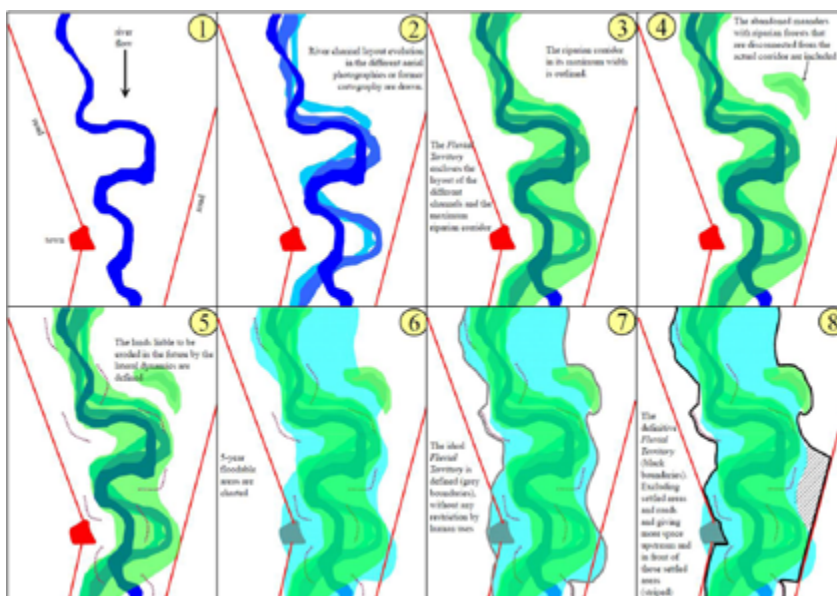 river
flow
1
road
road
town
2
River channel layout evolution
in the different aerial
photographies or former
cartography are drawn.
3
The riparian corridor
in its maximum width
is outlined.
The Fluvial
Territory
encloses the
layout of the
different
channels and the
maximum
riparian corridor
4
The abandoned meanders
with riparian forests that
are disconnected from the
actual corridor are included
5
The lands liable to be
eroded in the future by the
lateral dynamics are
defined
6
5-year
floodable
areas are
charted
7
The ideal
Fluvial
Territory is
defined (grey
boundaries),
without any
restriction by
human uses
8
The
definitive
Fluvial
Territory
(black
boundaries).
Excluding
settled areas
and roads
and giving
more space
upstream and
in front of
these settled
areas
(striped)